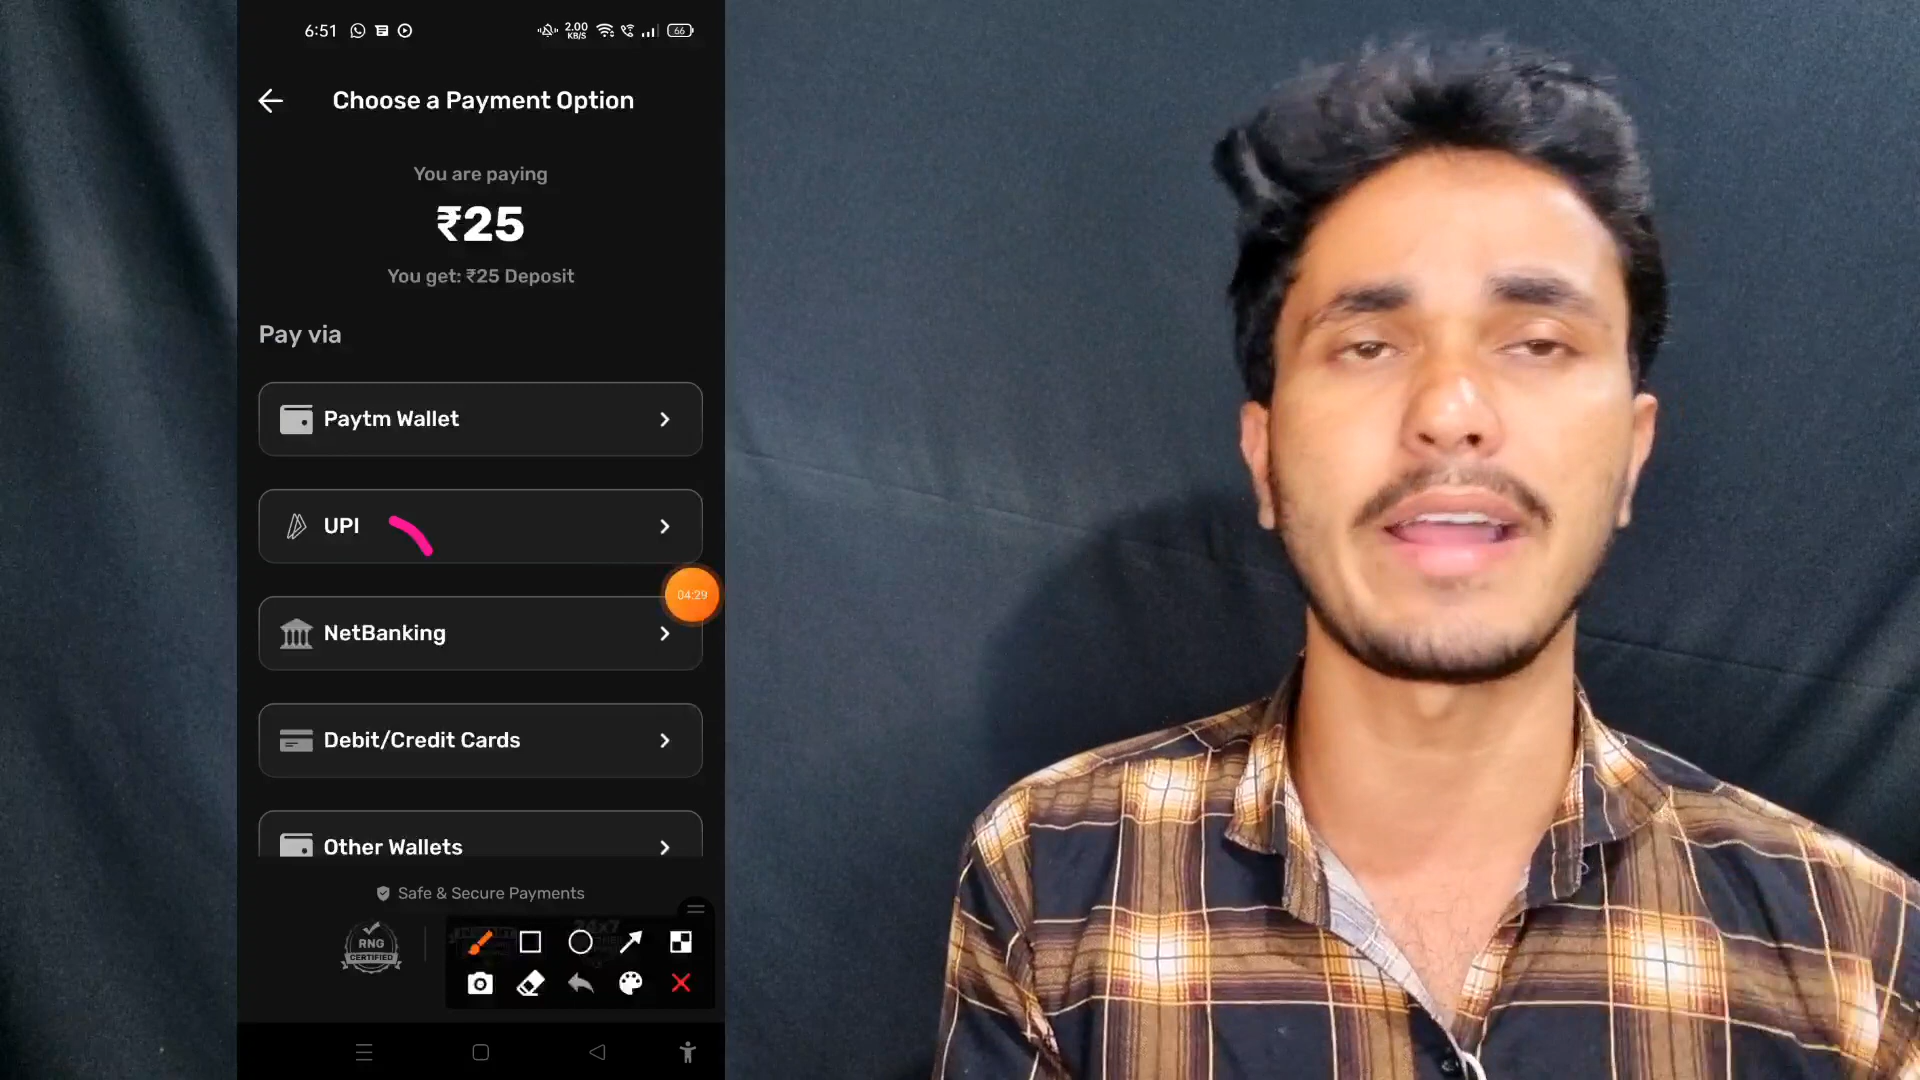 6:51
2.00
KB/S
66
Choose a Payment Option
You are paying
₹25
You get: ₹25 Deposit
Pay via
Paytm Wallet
UPI
04:29
NetBanking
Debit/Credit Cards
Other Wallets
Safe & Secure Payments
RNG
CERTIFIED